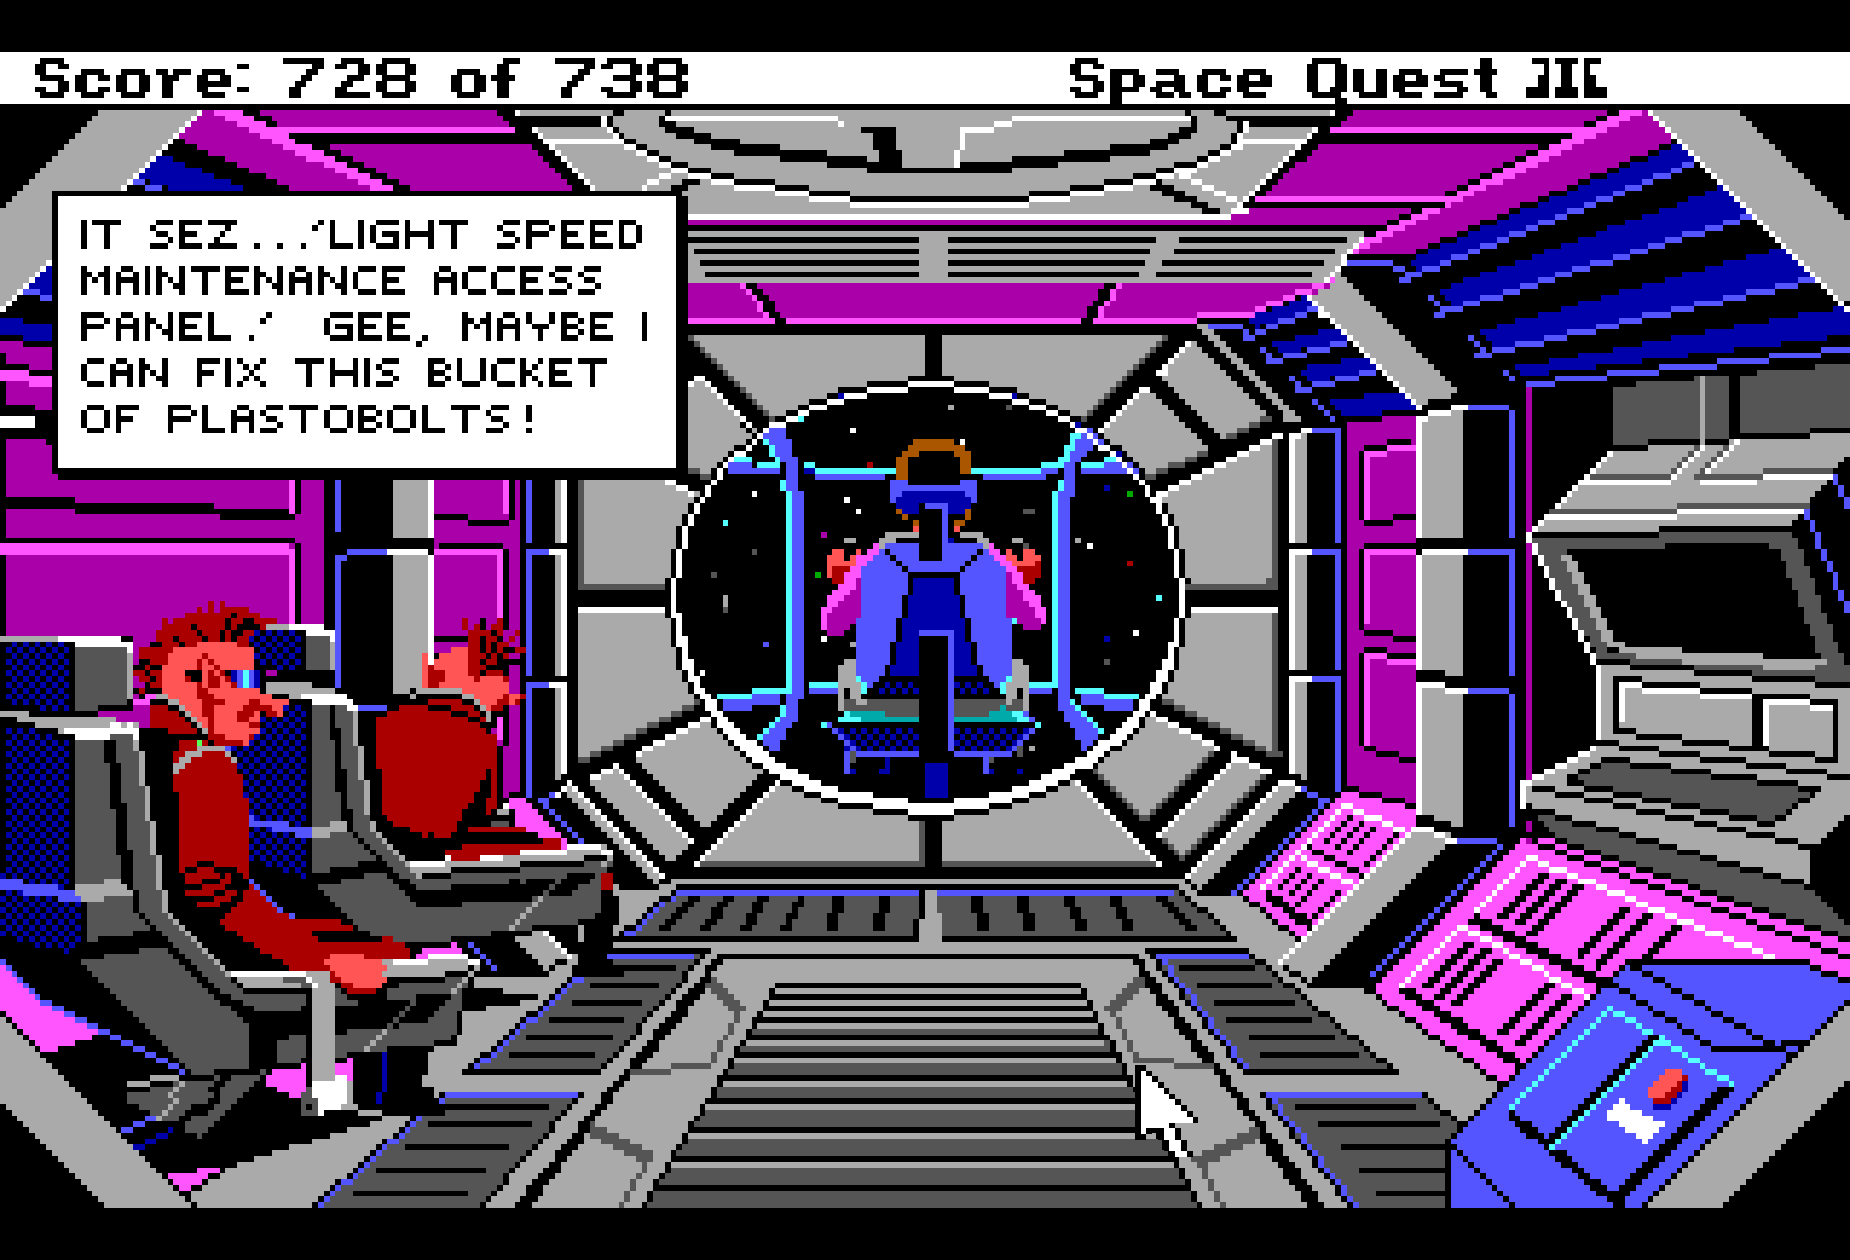 Score: 728 of 738 Space Quest III
IT SEZ...'LIGHT SPEED
MAINTENANCE ACCESS
PANEL.' GEE, MAYBE I
CAN FIX THIS BUCKET
OF PLASTOBOLTS!